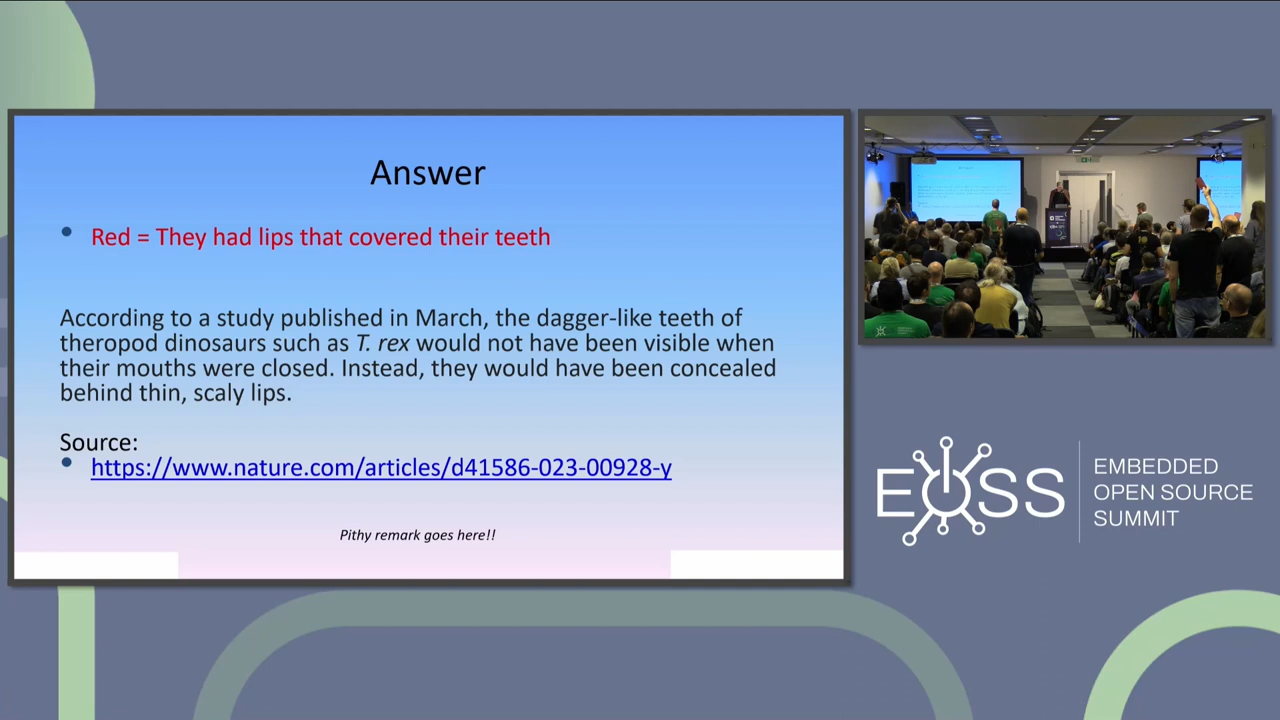 Answer
Red = They had lips that covered their teeth
According to a study published in March, the dagger-like teeth of
theropod dinosaurs such as T. rex would not have been visible when
their mouths were closed. Instead, they would have been concealed
behind thin, scaly lips.
Source:
https://www.nature.com/articles/d41586-023-00928-y
Pithy remark goes here!!
EOSS
EMBEDDED
OPEN SOURCE
SUMMIT